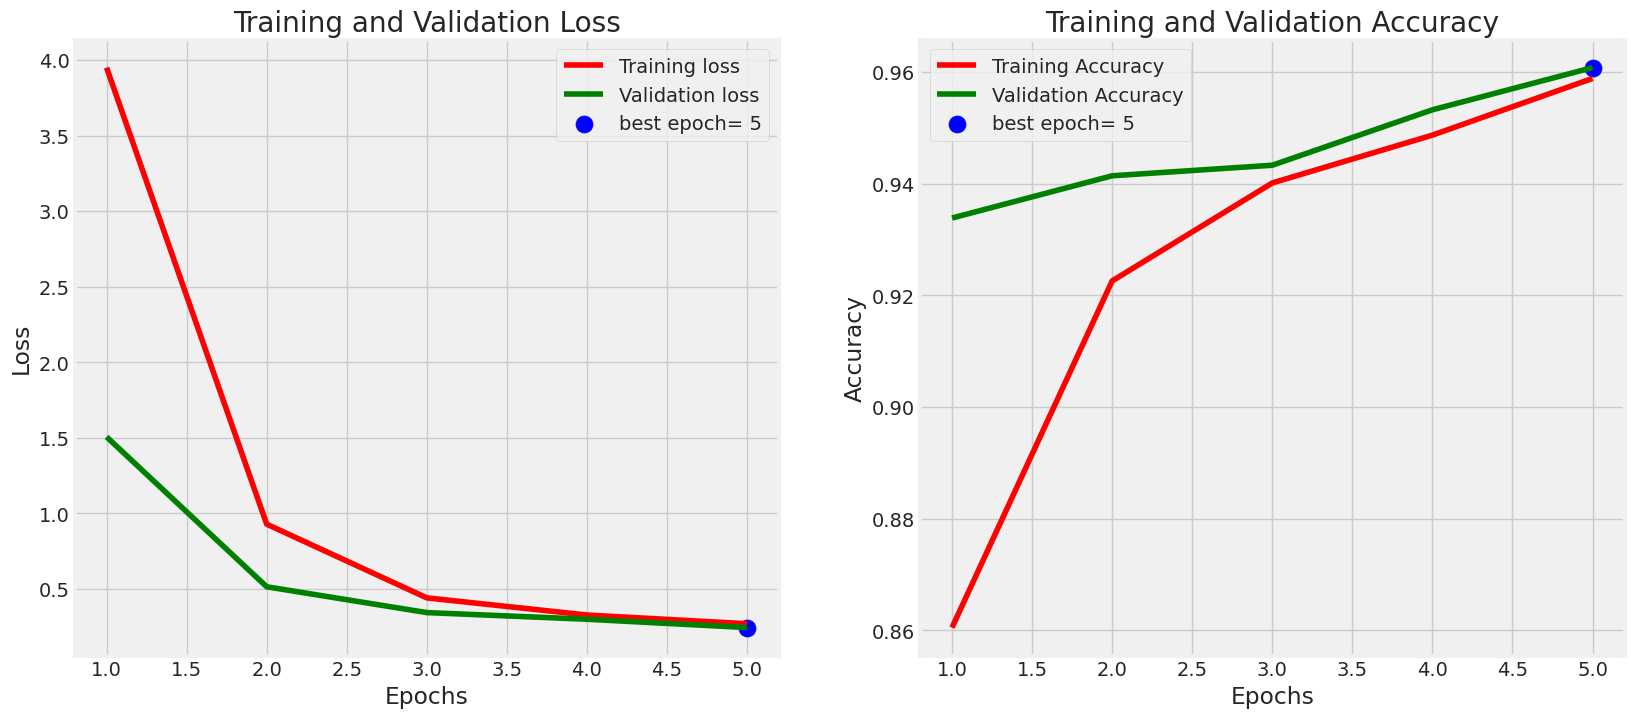 Training and Validation Loss
4.0
3.5
3.0
2.5
2.0
1.5
1.0
0.5
Loss
Training loss
Validation loss
best epoch= 5
1.0 1.5 2.0 2.5 3.0 3.5 4.0 4.5 5.0
Epochs
Training and Validation Accuracy
0.96
0.94
0.92
0.90
0.88
0.86
Accuracy
Training Accuracy
Validation Accuracy
best epoch= 5
1.0 1.5 2.0 2.5 3.0 3.5 4.0 4.5 5.0
Epochs